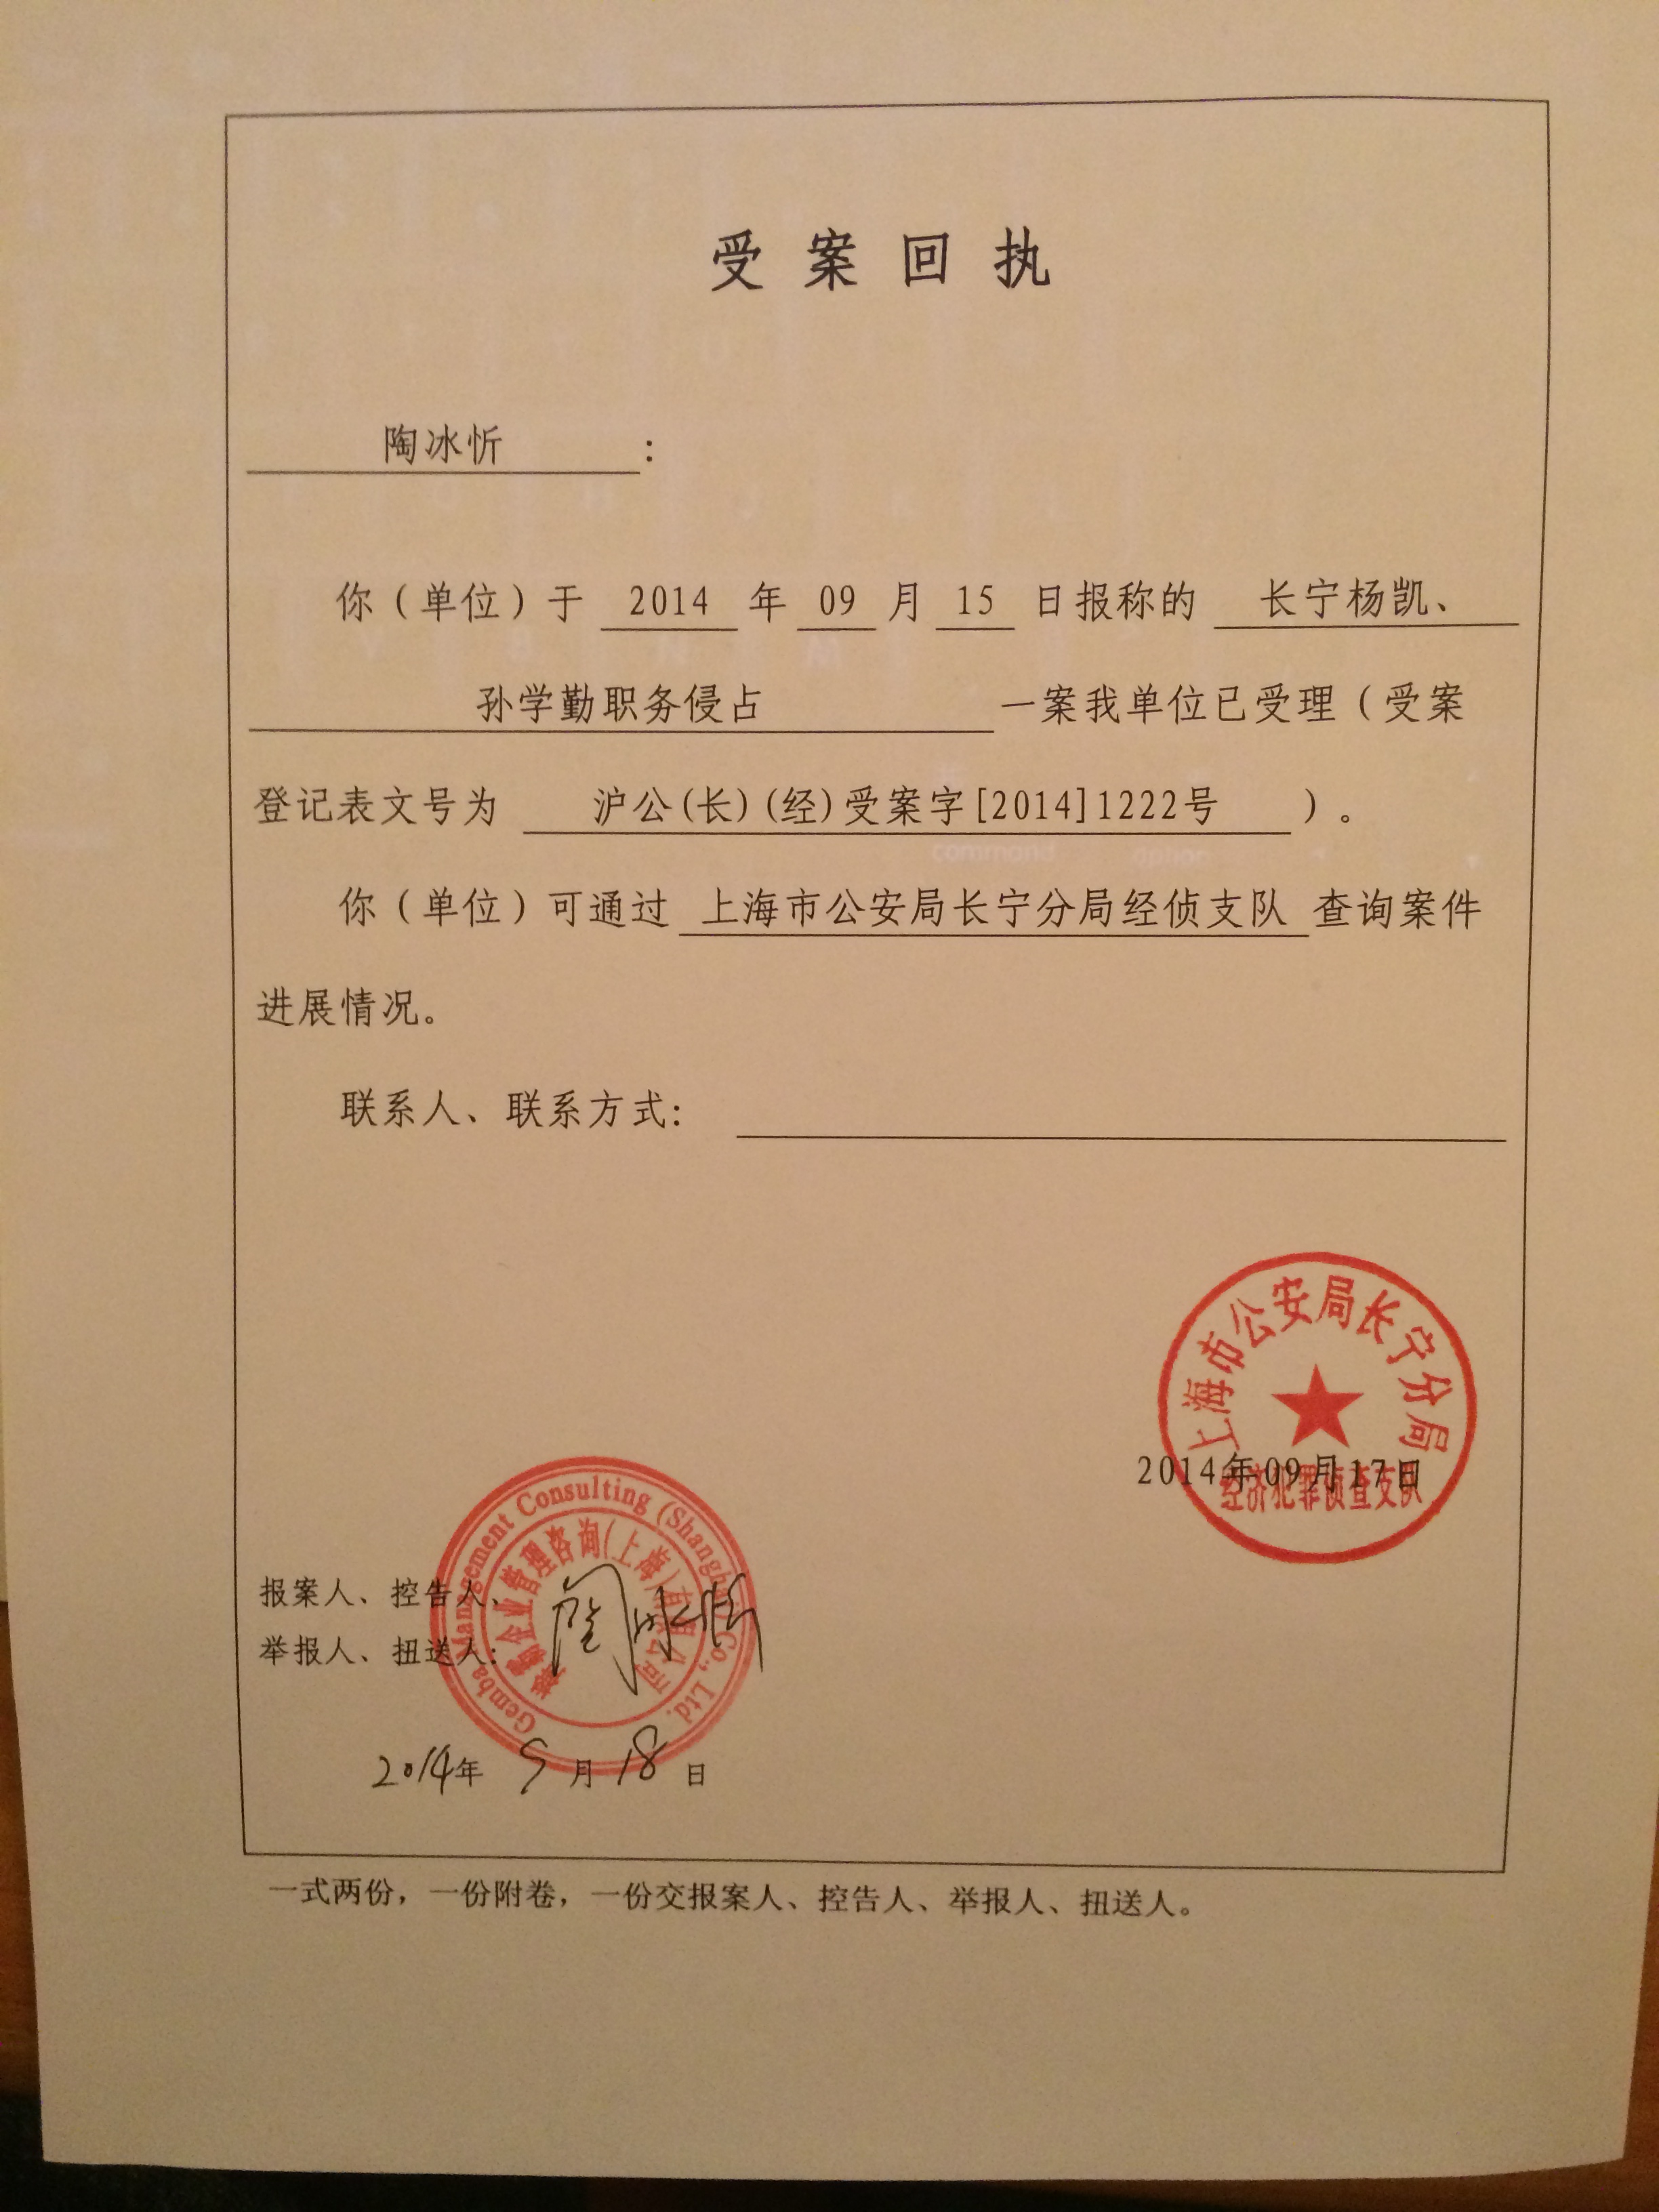 受案回执
陶冰忻:
你（单位）于 2014 年 09 月 15 日报称的 长宁杨凯、
孙学勤职务侵占 一案我单位已受理（受案
登记表文号为 沪公(长)(经)受案字[2014]1222号 ）。
你（单位）可通过 上海市公安局长宁分局经侦支队 查询案件
进展情况。
联系人、联系方式:
上海市公安局长宁分局
2014年09月17日
经济犯罪侦查支队
Gemba Management Consulting (Shanghai) Co., Ltd.
企业管理咨询(上海)有限公司
报案人、控告人、
举报人、扭送人: 陶冰忻
2014年 9 月 18 日
一式两份，一份附卷，一份交报案人、控告人、举报人、扭送人。
command option